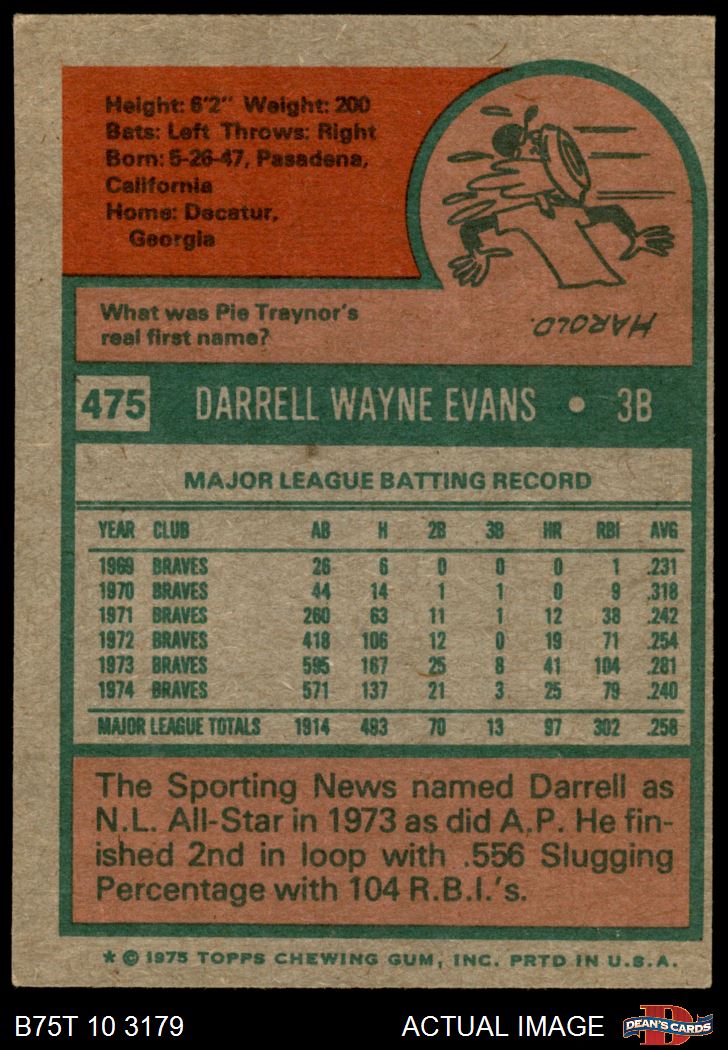 Height: 6'2" Weight: 200
Bats: Left Throws: Right
Born: 5-26-47, Pasadena,
California
Home: Decatur,
Georgia
What was Pie Traynor's
real first name?
HAROLD.
475 DARRELL WAYNE EVANS • 3B
MAJOR LEAGUE BATTING RECORD
YEAR CLUB AB H 2B 3B HR RBI AVG
1969 BRAVES 26 6 0 0 0 1 .231
1970 BRAVES 44 14 1 1 0 9 .318
1971 BRAVES 260 63 11 1 12 38 .242
1972 BRAVES 418 106 12 0 19 71 .254
1973 BRAVES 595 167 25 8 41 104 .281
1974 BRAVES 571 137 21 3 25 79 .240
MAJOR LEAGUE TOTALS 1914 493 70 13 97 302 .258
The Sporting News named Darrell as
N.L. All-Star in 1973 as did A.P. He fin-
ished 2nd in loop with .556 Slugging
Percentage with 104 R.B.I.'s.
* © 1975 TOPPS CHEWING GUM, INC. PRTD IN U.S.A.
B75T 10 3179 ACTUAL IMAGE D DEAN'S CARDS